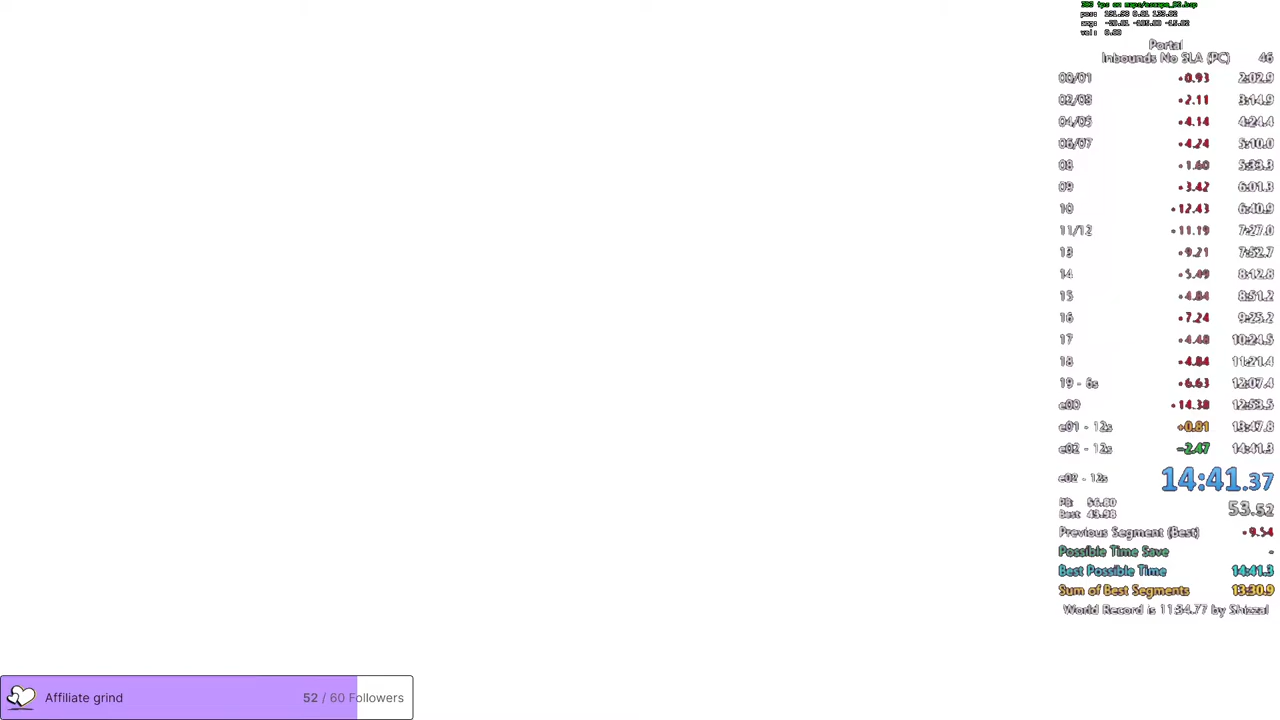 Portal
Inbounds No SLA (PC) 46
00/01 +0.93 2:02.9
02/03 +2.11 3:14.9
04/05 +4.14 4:24.4
06/07 +4.24 5:10.0
08 +1.60 5:33.3
09 +3.42 6:01.3
10 +12.43 6:40.9
11/12 +11.19 7:27.0
13 +9.21 7:52.7
14 +5.49 8:12.8
15 +4.84 8:51.2
16 +7.24 9:25.2
17 +4.48 10:24.5
18 +4.84 11:21.4
19 - 6s +6.63 12:07.4
e00 +14.38 12:53.5
e01 - 12s +0.81 13:47.8
e02 - 12s -2.47 14:41.3
e02 - 12s 14:41.37
PB: 56.80
Best 43.98 53.52
Previous Segment (Best) +9.54
Possible Time Save -
Best Possible Time 14:41.3
Sum of Best Segments 13:30.9
World Record is 11:34.77 by Shizzal
Affiliate grind 52 / 60 Followers